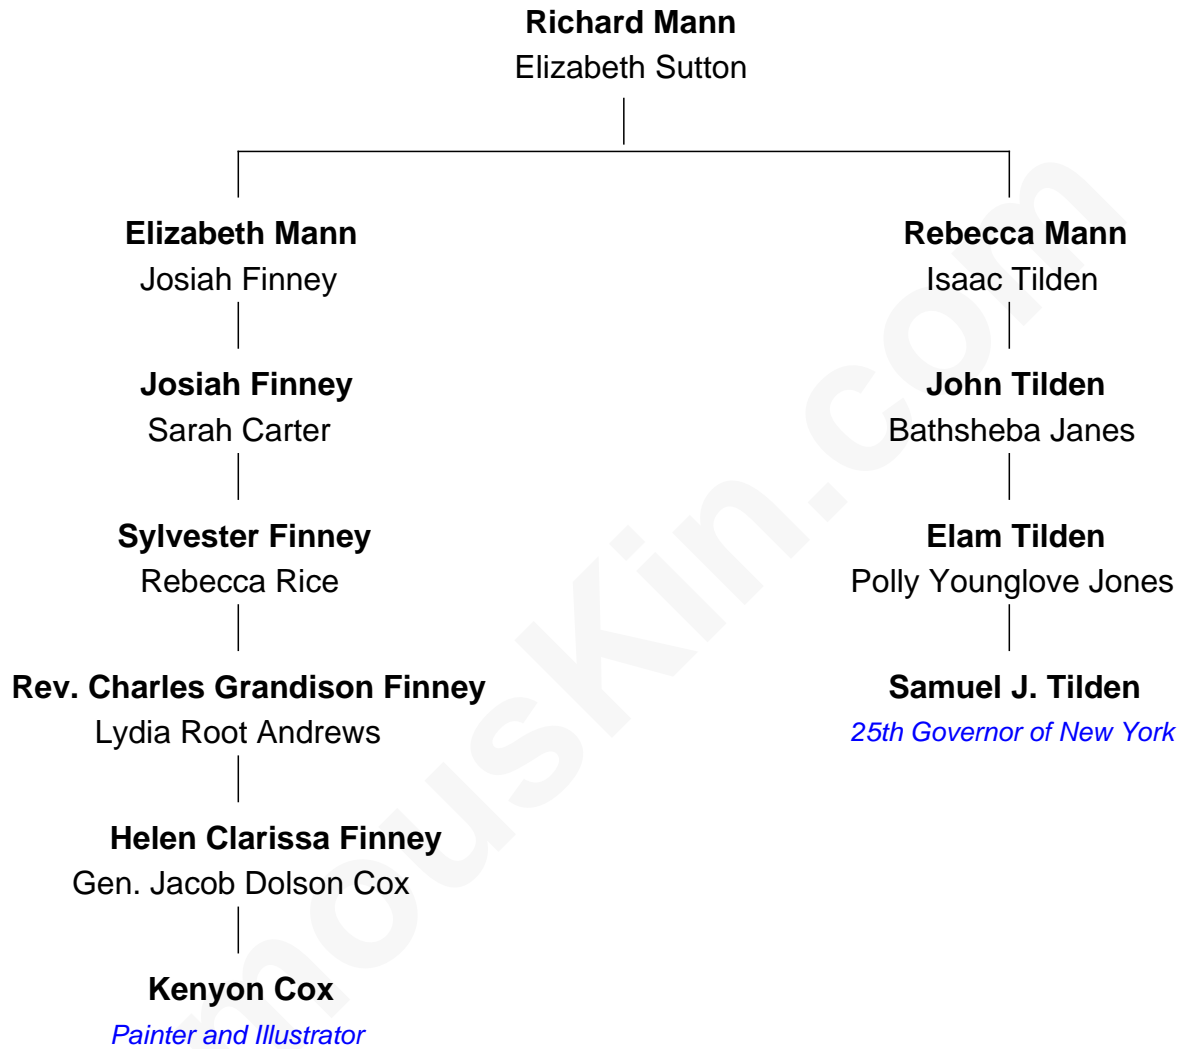 Richard Mann
Elizabeth Sutton
Elizabeth Mann
Josiah Finney
Rebecca Mann
Isaac Tilden
Josiah Finney
Sarah Carter
John Tilden
Bathsheba Janes
Sylvester Finney
Rebecca Rice
Elam Tilden
Polly Younglove Jones
Rev. Charles Grandison Finney
Lydia Root Andrews
Samuel J. Tilden
25th Governor of New York
Helen Clarissa Finney
Gen. Jacob Dolson Cox
Kenyon Cox
Painter and Illustrator
mousKin.com